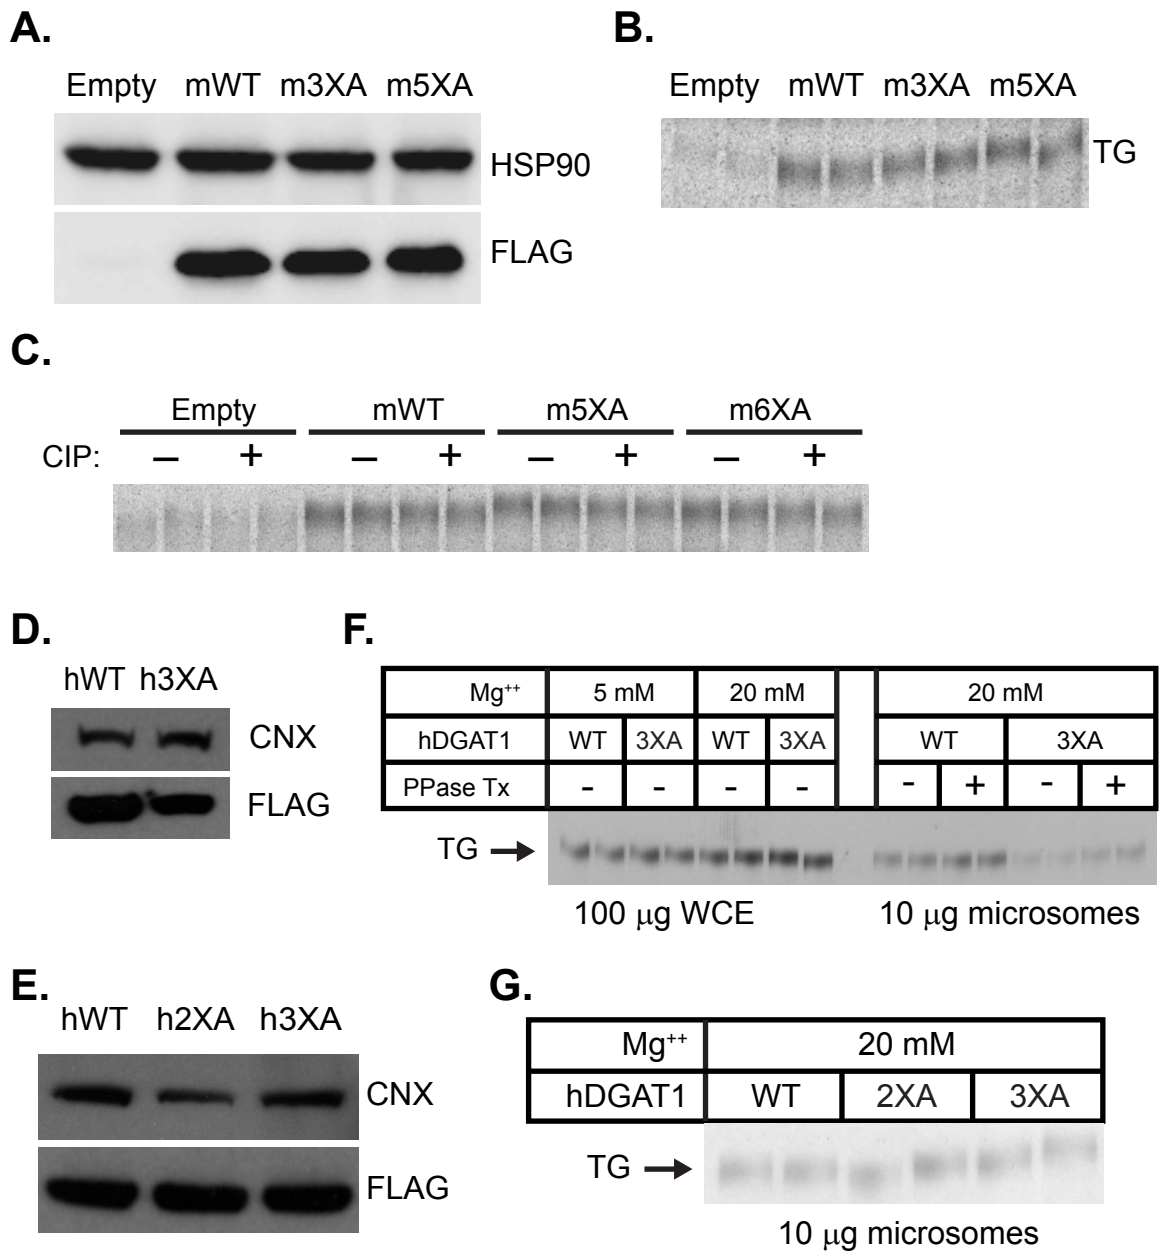 A.
Empty mWT m3XA m5XA
HSP90
FLAG
B.
Empty mWT m3XA m5XA
TG
C.
Empty mWT m5XA m6XA
CIP: – + – + – + – +
D.
hWT h3XA
CNX
FLAG
F.
Mg++ 5 mM 20 mM 20 mM
hDGAT1 WT 3XA WT 3XA WT 3XA
PPase Tx - - - - - + - +
TG
100 μg WCE 10 μg microsomes
E.
hWT h2XA h3XA
CNX
FLAG
G.
Mg++ 20 mM
hDGAT1 WT 2XA 3XA
TG
10 μg microsomes